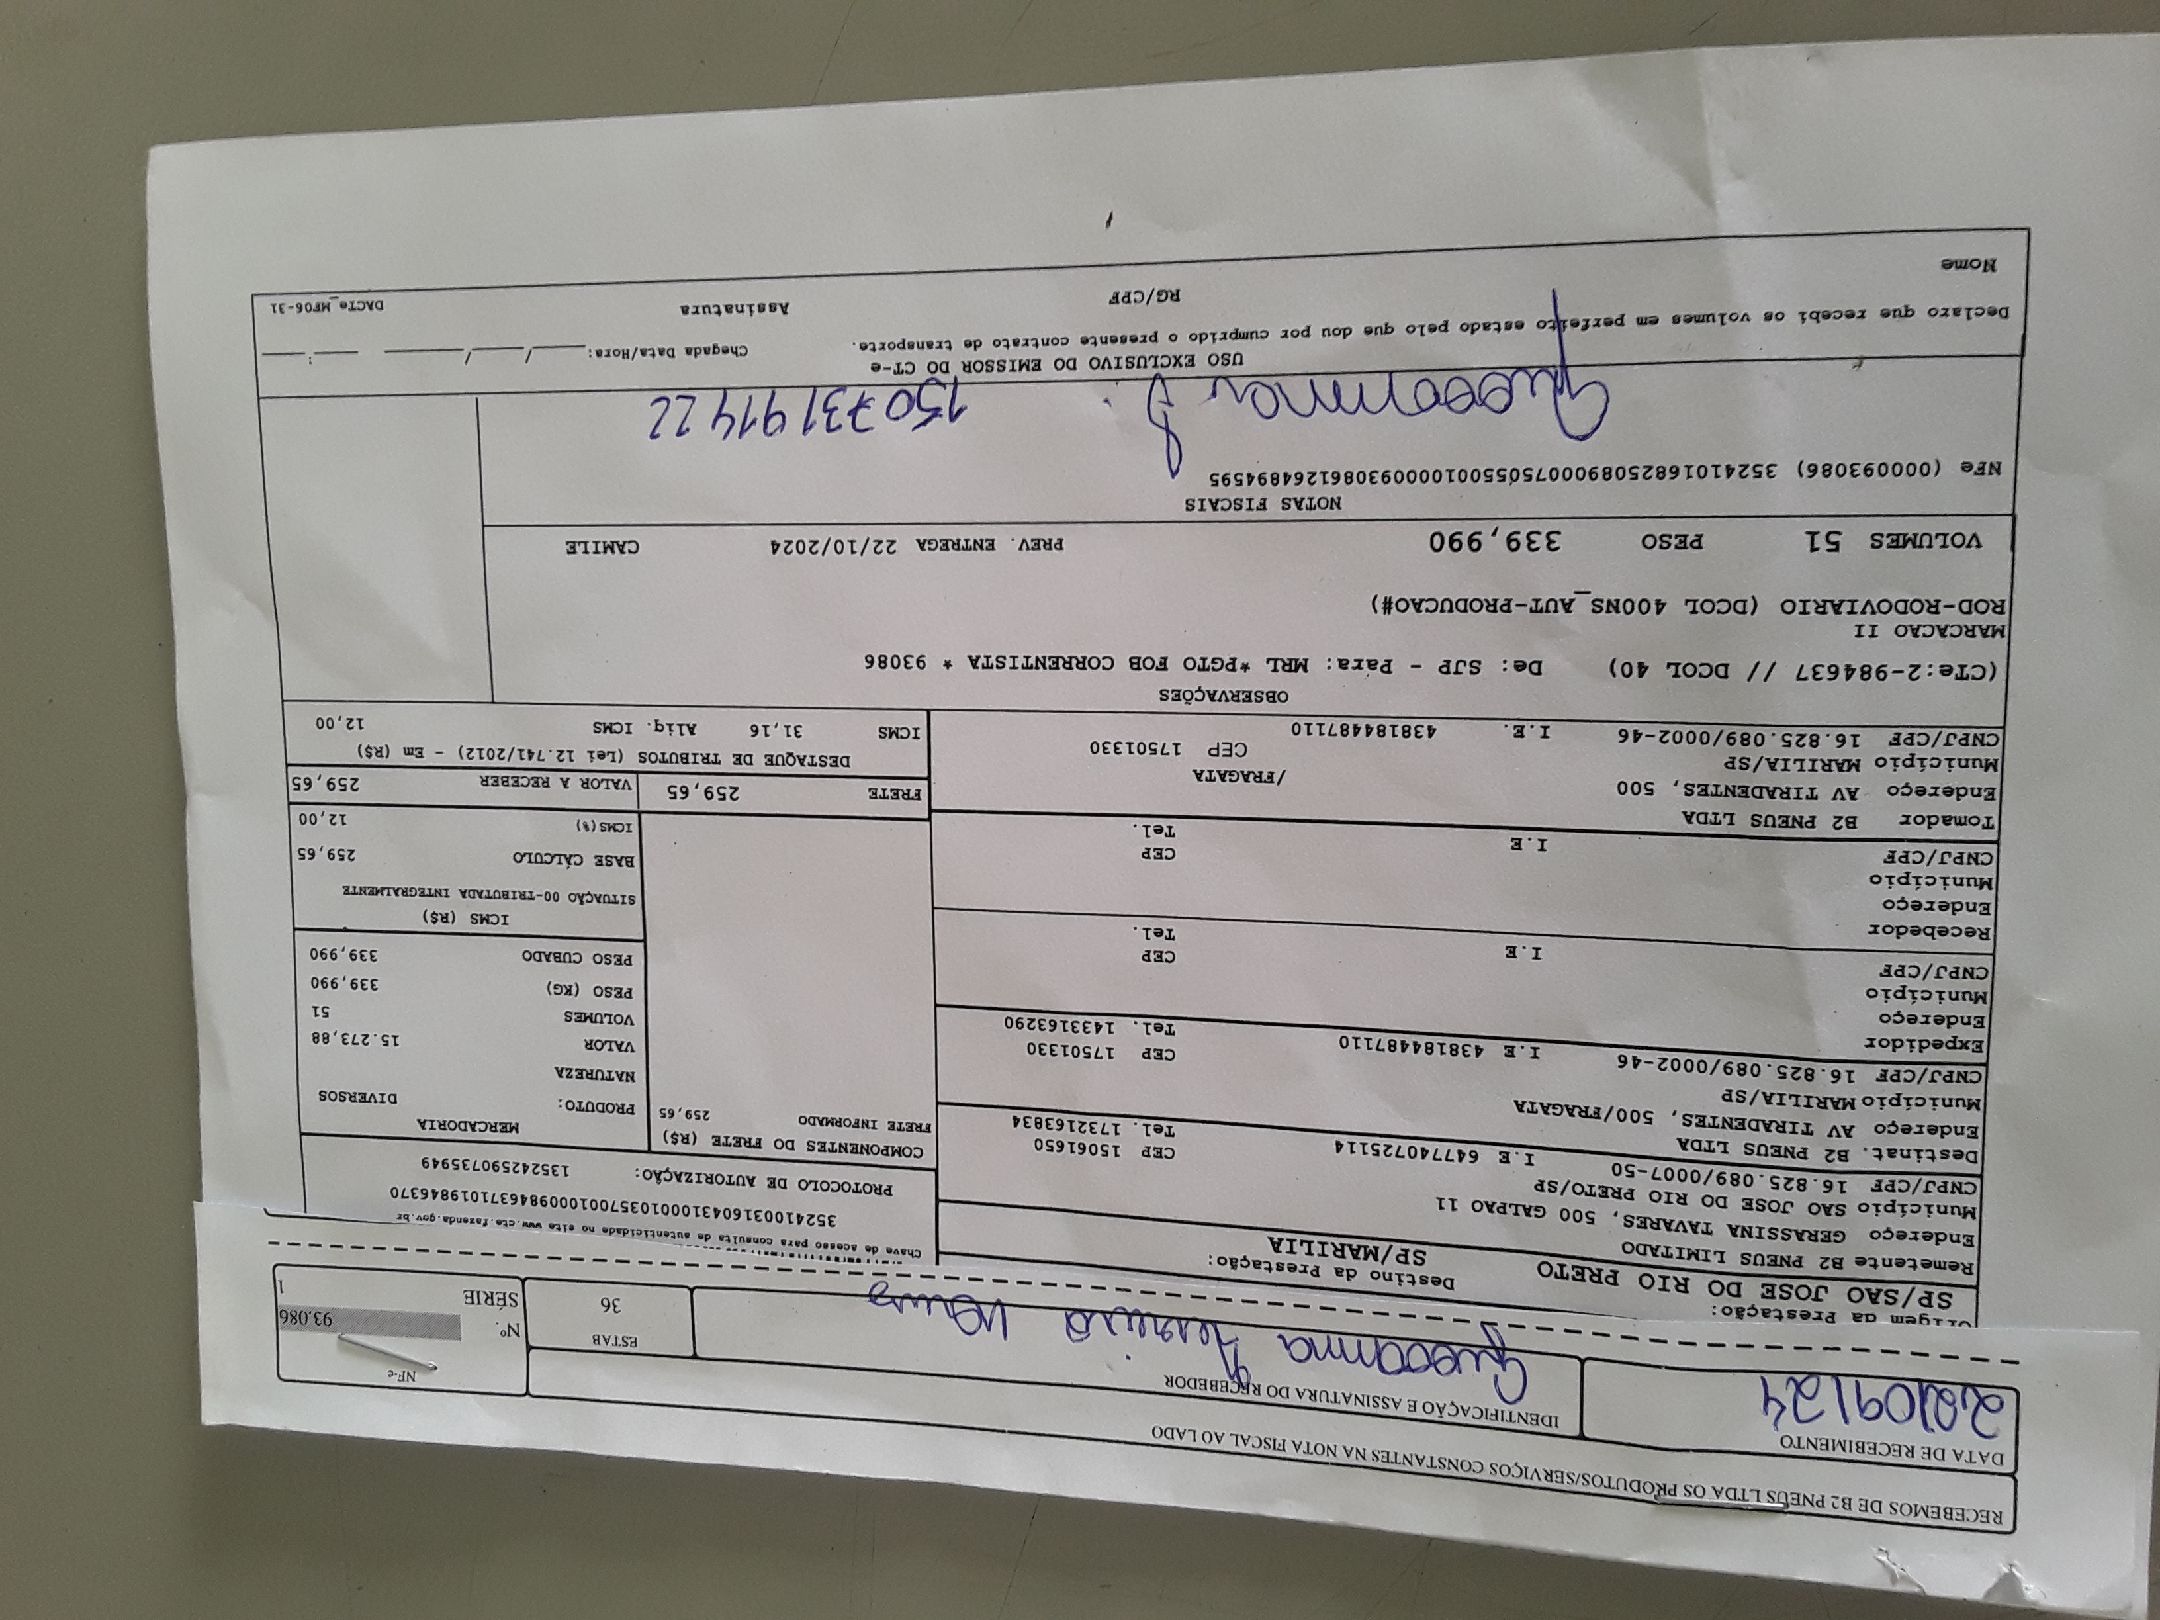 RECEBEMOS DE B2 PNEUS LTDA OS PRODUTOS/SERVIÇOS CONSTANTES NA NOTA FISCAL AO LADO
DATA DE RECEBIMENTO
IDENTIFICAÇÃO E ASSINATURA DO RECEBEDOR
ESTAB
36
NF-e
Nº. 93.086
SÉRIE 1
Origem da Prestação:
SP/SAO JOSE DO RIO PRETO
Destino da Prestação:
SP/MARILIA
Remetente B2 PNEUS LIMITADO
Endereço GERASSINA TAVARES, 500 GALPAO 11
Município SAO JOSE DO RIO PRETO/SP CEP 15061650
CNPJ/CPF 16.825.089/0007-50 I.E 647740725114 Tel. 1732163834
Destinat. B2 PNEUS LTDA
Endereço AV TIRADENTES, 500/FRAGATA
Município MARILIA/SP CEP 17501330
CNPJ/CPF 16.825.089/0002-46 I.E 438184487110 Tel. 1433163290
Expedidor
Endereço
Município CEP
CNPJ/CPF I.E Tel.
Recebedor
Endereço
Município CEP
CNPJ/CPF I.E Tel.
Tomador B2 PNEUS LTDA
Endereço AV TIRADENTES, 500 /FRAGATA
Município MARILIA/SP CEP 17501330
CNPJ/CPF 16.825.089/0002-46 I.E. 438184487110
Chave de acesso para consulta de autenticidade no site www.cte.fazenda.gov.br
35241003160431000103570010009846371019846370
PROTOCOLO DE AUTORIZAÇÃO: 135242590735949
COMPONENTES DO FRETE (R$)
FRETE INFORMADO 259,65
MERCADORIA
PRODUTO: DIVERSOS
NATUREZA
VALOR 15.273,88
VOLUMES 51
PESO (KG) 339,990
PESO CUBADO 339,990
ICMS (R$)
SITUAÇÃO 00-TRIBUTADA INTEGRALMENTE
BASE CÁLCULO 259,65
ICMS(%) 12,00
FRETE 259,65 VALOR A RECEBER 259,65
DESTAQUE DE TRIBUTOS (Lei 12.741/2012) - Em (R$)
ICMS 31,16 Aliq. ICMS 12,00
OBSERVAÇÕES
(CTe:2-984637 // DCOL 40) De: SJP - Para: MRL *PGTO FOB CORRENTISTA * 93086
MARCACAO II
ROD-RODOVIARIO (DCOL 400NS_AUT-PRODUCAO#)
VOLUMES 51 PESO 339,990 PREV. ENTREGA 22/10/2024 CAMILE
NOTAS FISCAIS
NFe (000093086) 35241016825089000750550010000930861264894595
15073191422
USO EXCLUSIVO DO EMISSOR DO CT-e
Declaro que recebi os volumes em perfeito estado pelo que dou por cumprido o presente contrato de transporte.
Chegada Data/Hora: ___/___/___ ___:___
Nome RG/CPF Assinatura DACTe_MF06-31